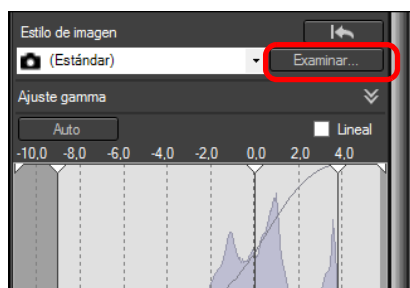 Estilo de imagen
(Estándar) Examinar...
Ajuste gamma
Auto Lineal
-10,0 -8,0 -6,0 -4,0 -2,0 0,0 2,0 4,0